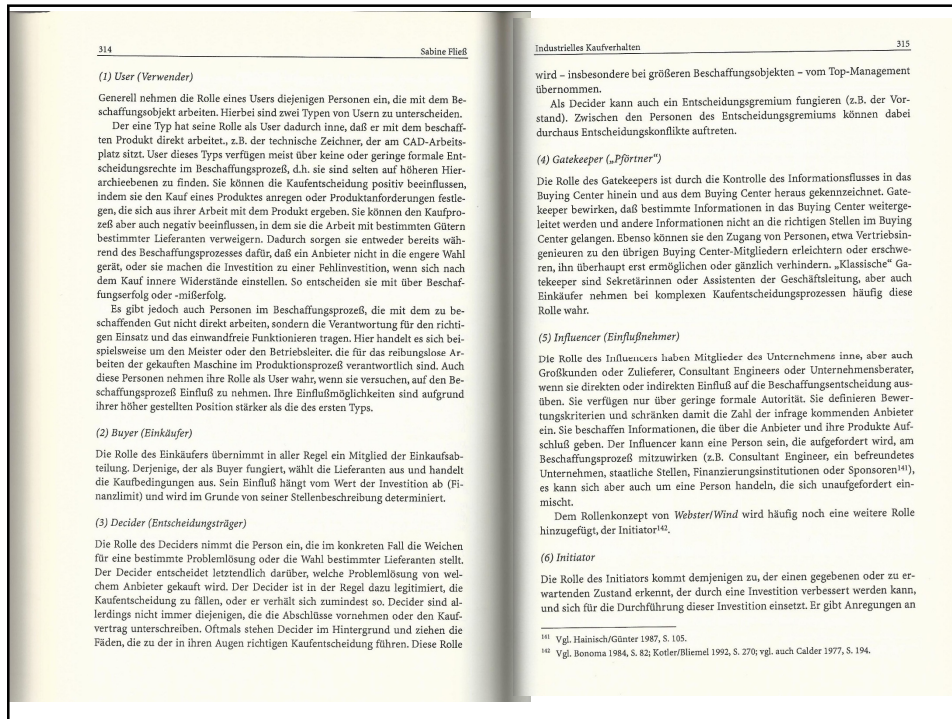 314 Sabine Fließ
(1) User (Verwender)
Generell nehmen die Rolle eines Users diejenigen Personen ein, die mit dem Be-
schaffungsobjekt arbeiten. Hierbei sind zwei Typen von Usern zu unterscheiden.
Der eine Typ hat seine Rolle als User dadurch inne, daß er mit dem beschaff-
ten Produkt direkt arbeitet., z.B. der technische Zeichner, der am CAD-Arbeits-
platz sitzt. User dieses Typs verfügen meist über keine oder geringe formale Ent-
scheidungsrechte im Beschaffungsprozeß, d.h. sie sind selten auf höheren Hier-
archieebenen zu finden. Sie können die Kaufentscheidung positiv beeinflussen,
indem sie den Kauf eines Produktes anregen oder Produktanforderungen festle-
gen, die sich aus ihrer Arbeit mit dem Produkt ergeben. Sie können den Kaufpro-
zeß aber auch negativ beeinflussen, in dem sie die Arbeit mit bestimmten Gütern
bestimmter Lieferanten verweigern. Dadurch sorgen sie entweder bereits wäh-
rend des Beschaffungsprozesses dafür, daß ein Anbieter nicht in die engere Wahl
gerät, oder sie machen die Investition zu einer Fehlinvestition, wenn sich nach
dem Kauf innere Widerstände einstellen. So entscheiden sie mit über Beschaf-
fungserfolg oder -mißerfolg.
Es gibt jedoch auch Personen im Beschaffungsprozeß, die mit dem zu be-
schaffenden Gut nicht direkt arbeiten, sondern die Verantwortung für den richti-
gen Einsatz und das einwandfreie Funktionieren tragen. Hier handelt es sich bei-
spielsweise um den Meister oder den Betriebsleiter. die für das reibungslose Ar-
beiten der gekauften Maschine im Produktionsprozeß verantwortlich sind. Auch
diese Personen nehmen ihre Rolle als User wahr, wenn sie versuchen, auf den Be-
schaffungsprozeß Einfluß zu nehmen. Ihre Einflußmöglichkeiten sind aufgrund
ihrer höher gestellten Position stärker als die des ersten Typs.
(2) Buyer (Einkäufer)
Die Rolle des Einkäufers übernimmt in aller Regel ein Mitglied der Einkaufsab-
teilung. Derjenige, der als Buyer fungiert, wählt die Lieferanten aus und handelt
die Kaufbedingungen aus. Sein Einfluß hängt vom Wert der Investition ab (Fi-
nanzlimit) und wird im Grunde von seiner Stellenbeschreibung determiniert.
(3) Decider (Entscheidungsträger)
Die Rolle des Deciders nimmt die Person ein, die im konkreten Fall die Weichen
für eine bestimmte Problemlösung oder die Wahl bestimmter Lieferanten stellt.
Der Decider entscheidet letztendlich darüber, welche Problemlösung von wel-
chem Anbieter gekauft wird. Der Decider ist in der Regel dazu legitimiert, die
Kaufentscheidung zu fällen, oder er verhält sich zumindest so. Decider sind al-
lerdings nicht immer diejenigen, die die Abschlüsse vornehmen oder den Kauf-
vertrag unterschreiben. Oftmals stehen Decider im Hintergrund und ziehen die
Fäden, die zu der in ihren Augen richtigen Kaufentscheidung führen. Diese Rolle
Industrielles Kaufverhalten 315
wird – insbesondere bei größeren Beschaffungsobjekten – vom Top-Management
übernommen.
Als Decider kann auch ein Entscheidungsgremium fungieren (z.B. der Vor-
stand). Zwischen den Personen des Entscheidungsgremiums können dabei
durchaus Entscheidungskonflikte auftreten.
(4) Gatekeeper („Pförtner")
Die Rolle des Gatekeepers ist durch die Kontrolle des Informationsflusses in das
Buying Center hinein und aus dem Buying Center heraus gekennzeichnet. Gate-
keeper bewirken, daß bestimmte Informationen in das Buying Center weiterge-
leitet werden und andere Informationen nicht an die richtigen Stellen im Buying
Center gelangen. Ebenso können sie den Zugang von Personen, etwa Vertriebsin-
genieuren zu den übrigen Buying Center-Mitgliedern erleichtern oder erschwe-
ren, ihn überhaupt erst ermöglichen oder gänzlich verhindern. „Klassische" Ga-
tekeeper sind Sekretärinnen oder Assistenten der Geschäftsleitung, aber auch
Einkäufer nehmen bei komplexen Kaufentscheidungsprozessen häufig diese
Rolle wahr.
(5) Influencer (Einflußnehmer)
Die Rolle des Influencers haben Mitglieder des Unternehmens inne, aber auch
Großkunden oder Zulieferer, Consultant Engineers oder Unternehmensberater,
wenn sie direkten oder indirekten Einfluß auf die Beschaffungsentscheidung aus-
üben. Sie verfügen nur über geringe formale Autorität. Sie definieren Bewer-
tungskriterien und schränken damit die Zahl der infrage kommenden Anbieter
ein. Sie beschaffen Informationen, die über die Anbieter und ihre Produkte Auf-
schluß geben. Der Influencer kann eine Person sein, die aufgefordert wird, am
Beschaffungsprozeß mitzuwirken (z.B. Consultant Engineer, ein befreundetes
Unternehmen, staatliche Stellen, Finanzierungsinstitutionen oder Sponsoren¹⁴¹),
es kann sich aber auch um eine Person handeln, die sich unaufgefordert ein-
mischt.
Dem Rollenkonzept von Webster/Wind wird häufig noch eine weitere Rolle
hinzugefügt, der Initiator¹⁴².
(6) Initiator
Die Rolle des Initiators kommt demjenigen zu, der einen gegebenen oder zu er-
wartenden Zustand erkennt, der durch eine Investition verbessert werden kann,
und sich für die Durchführung dieser Investition einsetzt. Er gibt Anregungen an
¹⁴¹ Vgl. Hainisch/Günter 1987, S. 105.
¹⁴² Vgl. Bonoma 1984, S. 82; Kotler/Bliemel 1992, S. 270; vgl. auch Calder 1977, S. 194.